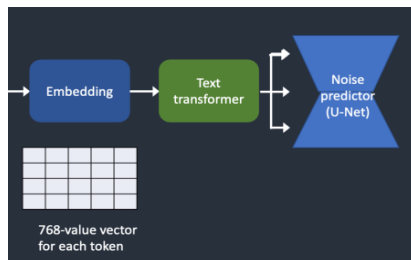 Embedding
Text
transformer
Noise
predictor
(U-Net)
768-value vector
for each token